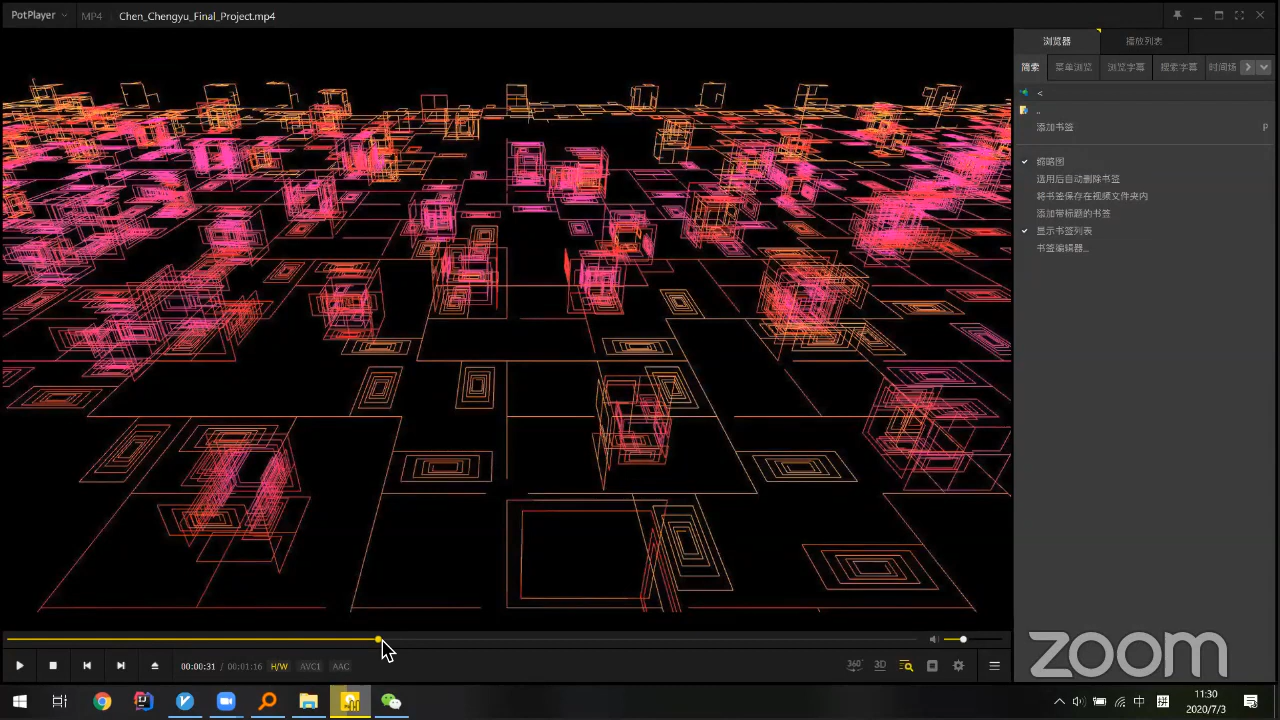 PotPlayer MP4 Chen_Chengyu_Final_Project.mp4
浏览器 播放列表
简索 菜单浏览 浏览字幕 搜索字幕 时间场
<
..
添加书签 P
缩略图
适用后自动删除书签
将书签保存在视频文件夹内
添加带标题的书签
显示书签列表
书签编辑器...
00:00:31 / 00:01:16 H/W AVC1 AAC
360° 3D
zoom
中 拼
11:30
2020/7/3